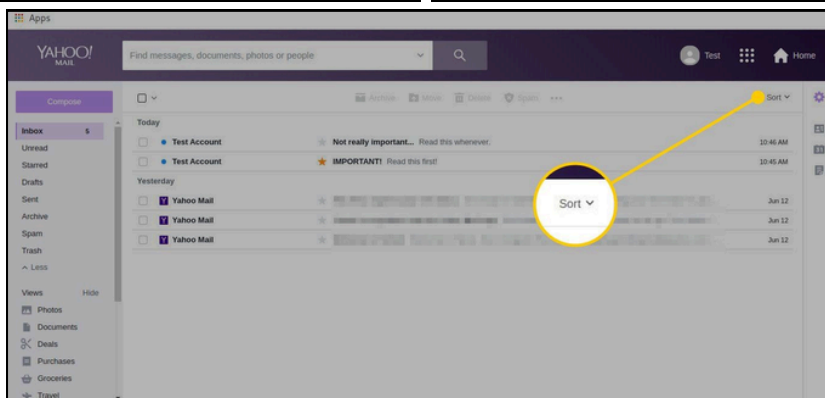 Apps
YAHOO!
MAIL
Find messages, documents, photos or people
Test
Home
Compose
Archive Move Delete Spam
Sort
Inbox 5
Unread
Starred
Drafts
Sent
Archive
Spam
Trash
Less
Views Hide
Photos
Documents
Deals
Purchases
Groceries
Travel
Today
Test Account Not really important... Read this whenever. 10:46 AM
Test Account IMPORTANT! Read this first! 10:45 AM
Yesterday
Yahoo Mail Jun 12
Yahoo Mail Jun 12
Yahoo Mail Jun 12
Sort